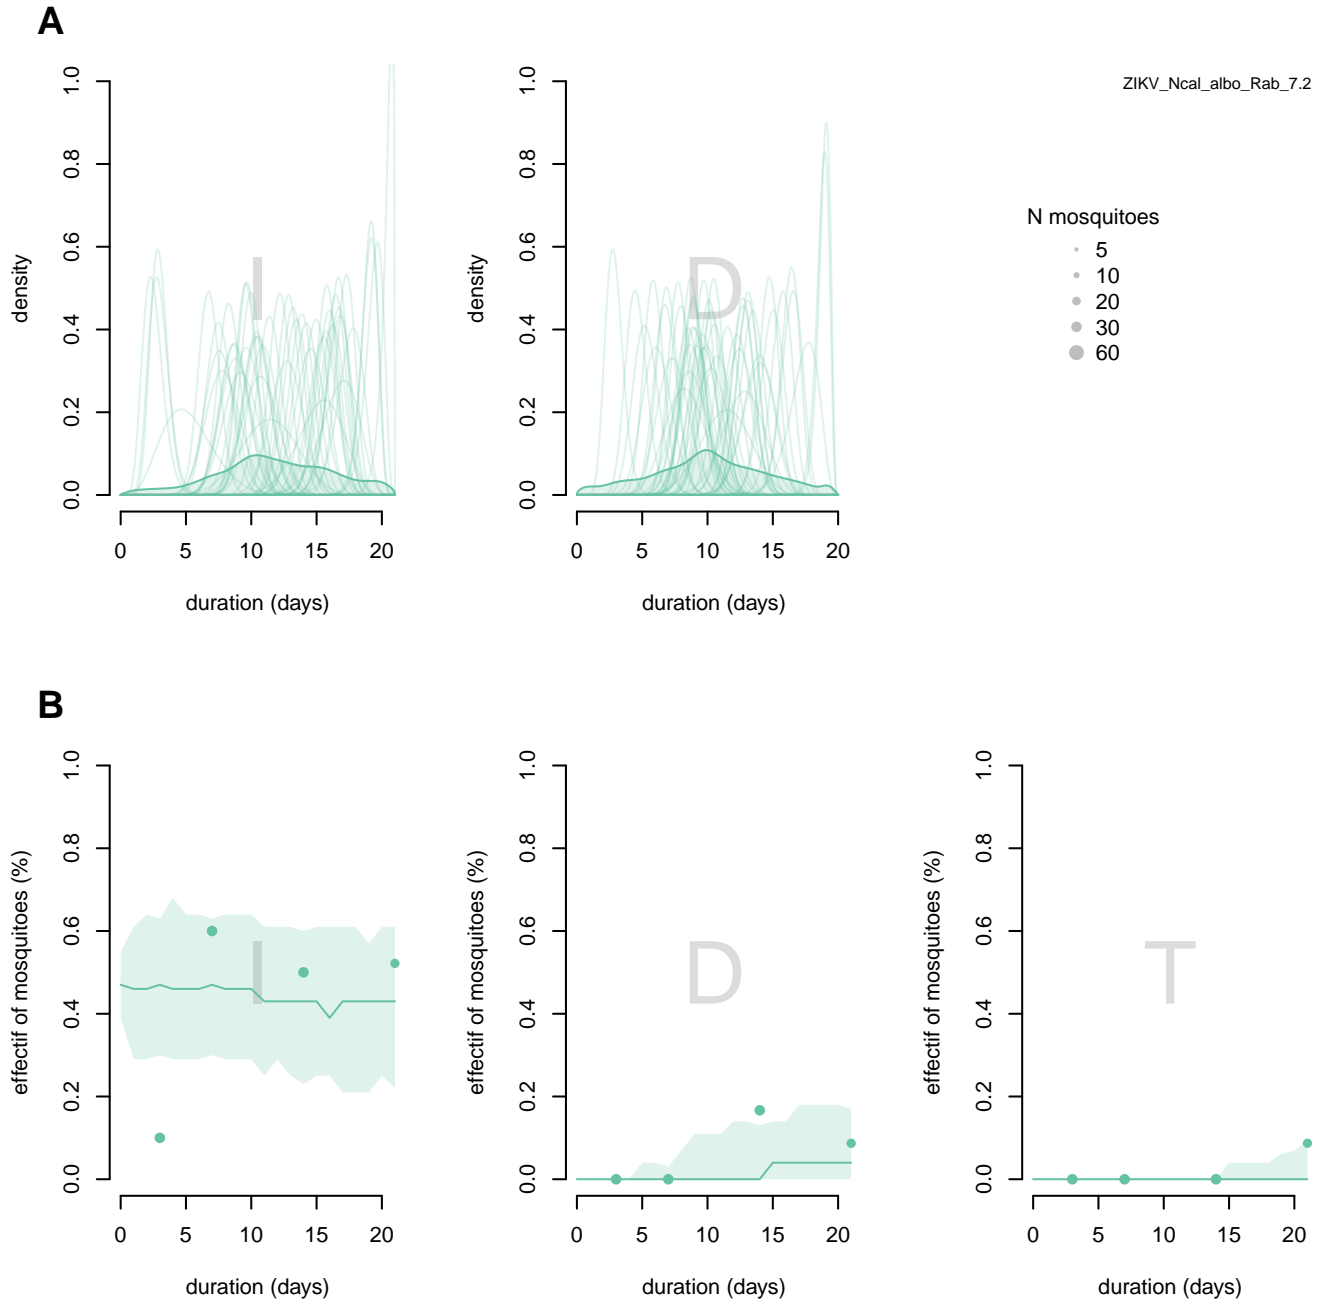 A
ZIKV_Ncal_albo_Rab_7.2
N mosquitoes
5
10
20
30
60
density
0.0 0.2 0.4 0.6 0.8 1.0
I
0 5 10 15 20
duration (days)
density
0.0 0.2 0.4 0.6 0.8 1.0
D
0 5 10 15 20
duration (days)
B
effectif of mosquitoes (%)
0.0 0.2 0.4 0.6 0.8 1.0
I
0 5 10 15 20
duration (days)
effectif of mosquitoes (%)
0.0 0.2 0.4 0.6 0.8 1.0
D
0 5 10 15 20
duration (days)
effectif of mosquitoes (%)
0.0 0.2 0.4 0.6 0.8 1.0
T
0 5 10 15 20
duration (days)